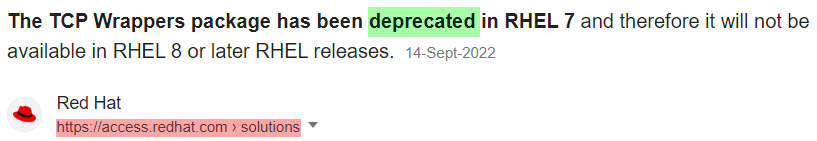 The TCP Wrappers package has been deprecated in RHEL 7 and therefore it will not be
available in RHEL 8 or later RHEL releases. 14-Sept-2022
Red Hat
https://access.redhat.com › solutions